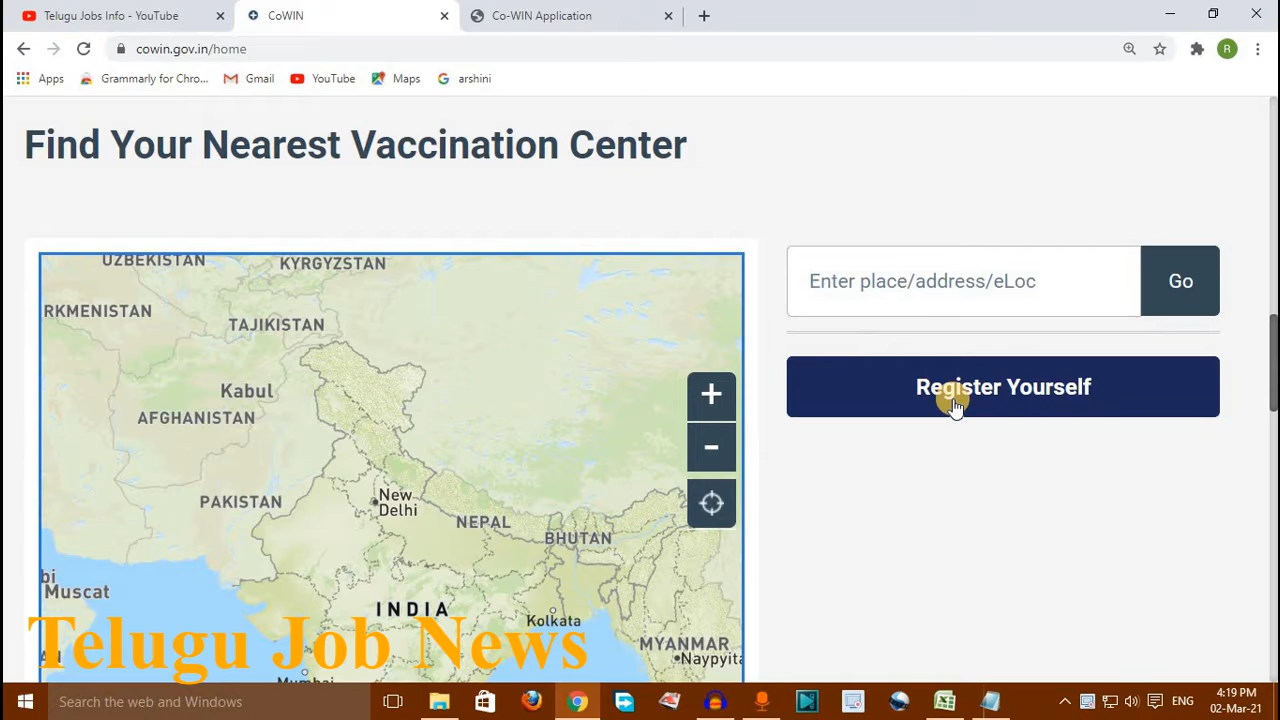 Telugu Jobs Info - YouTube
CoWIN
Co-WIN Application
cowin.gov.in/home
R
Apps
Grammarly for Chro...
Gmail
YouTube
Maps
arshini
Find Your Nearest Vaccination Center
Enter place/address/eLoc
Go
Register Yourself
UZBEKISTAN
KYRGYZSTAN
RKMENISTAN
TAJIKISTAN
Kabul
AFGHANISTAN
+
-
PAKISTAN
New
Delhi
NEPAL
BHUTAN
bi
Muscat
INDIA
Kolkata
MYANMAR
AN
Naypyita
Mumbai
Telugu Job News
Search the web and Windows
ENG
4:19 PM
02-Mar-21